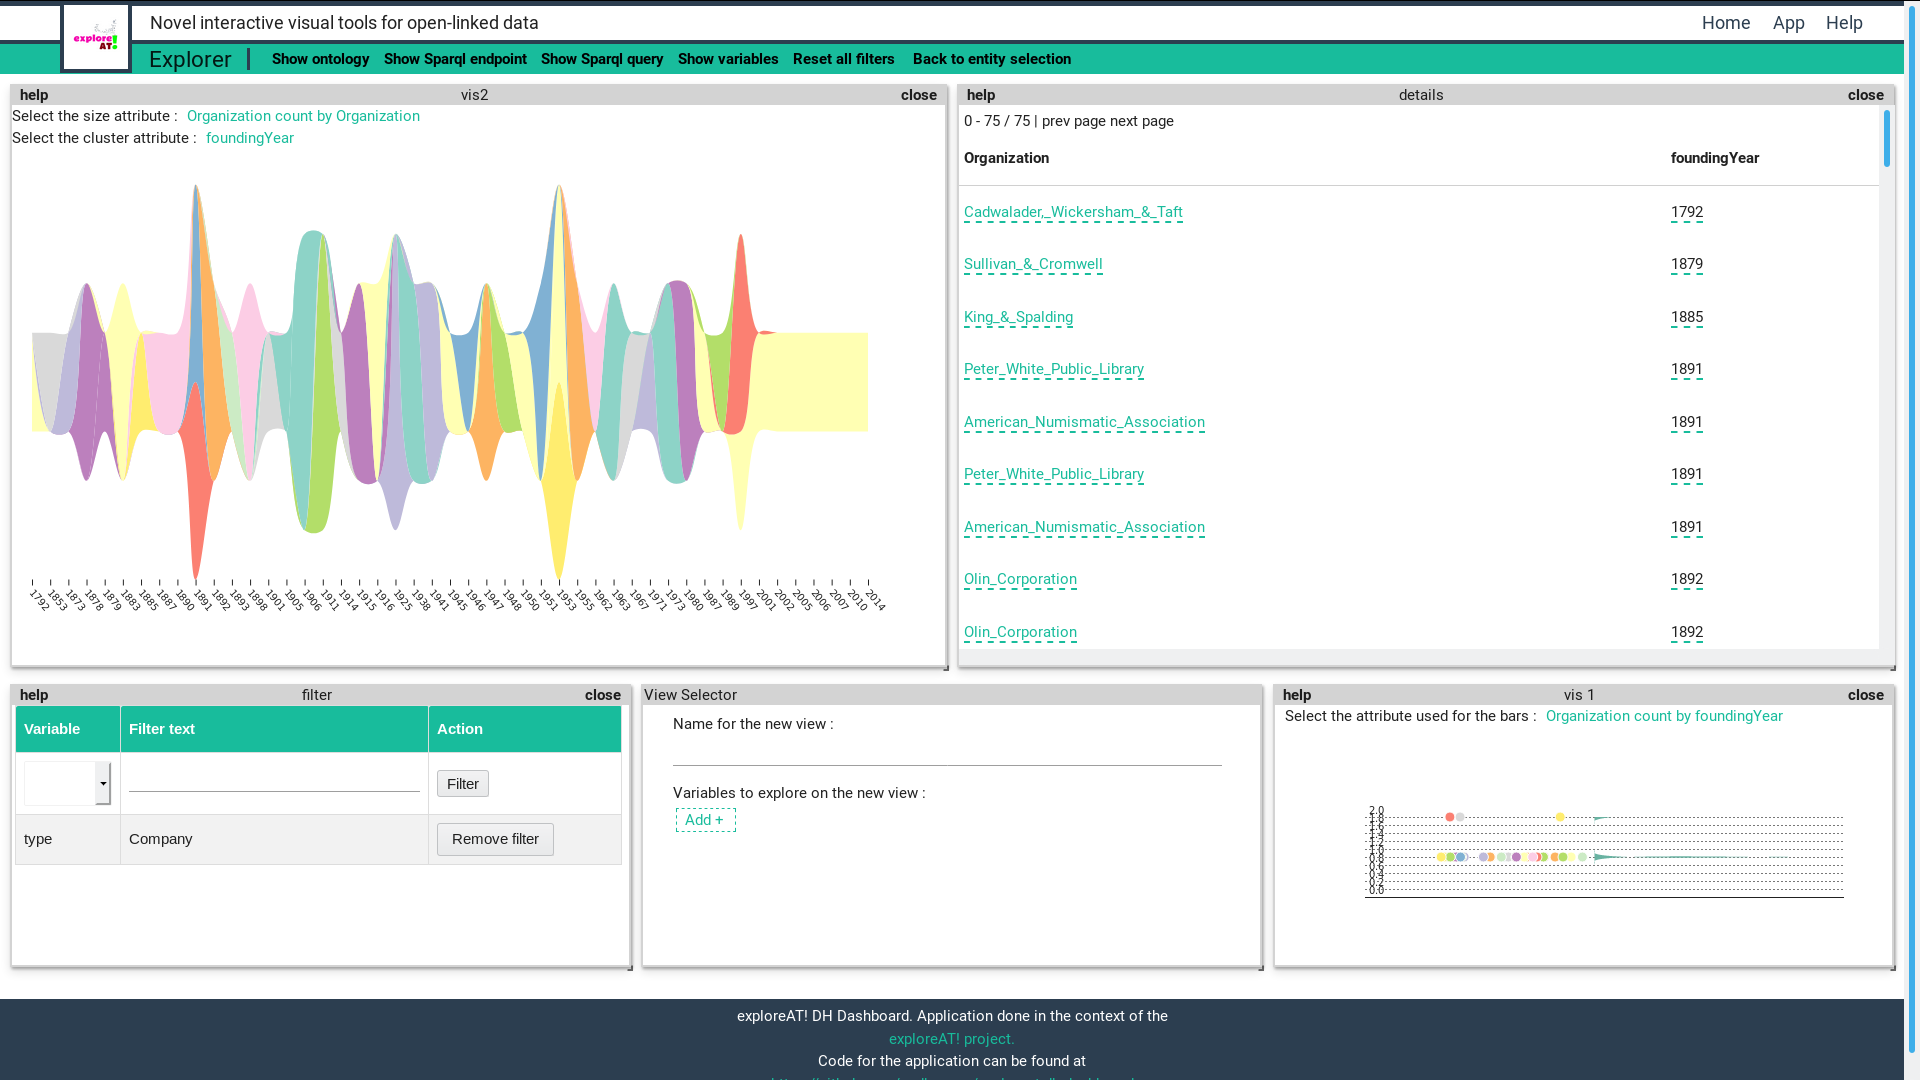 explore!
AT!
Novel interactive visual tools for open-linked data
Home App Help
Explorer
Show ontology Show Sparql endpoint Show Sparql query Show variables Reset all filters Back to entity selection
help vis2 close
Select the size attribute : Organization count by Organization
Select the cluster attribute : foundingYear
1792 1853 1873 1878 1879 1883 1885 1887 1890 1891 1892 1893 1898 1901 1905 1906 1911 1914 1915 1916 1925 1938 1941 1945 1946 1947 1948 1950 1951 1953 1955 1962 1963 1967 1971 1973 1980 1987 1989 1997 2001 2002 2005 2006 2007 2010 2014
help details close
0 - 75 / 75 | prev page next page
Organization foundingYear
Cadwalader,_Wickersham_&_Taft 1792
Sullivan_&_Cromwell 1879
King_&_Spalding 1885
Peter_White_Public_Library 1891
American_Numismatic_Association 1891
Peter_White_Public_Library 1891
American_Numismatic_Association 1891
Olin_Corporation 1892
Olin_Corporation 1892
help filter close
Variable Filter text Action
Filter
type Company Remove filter
View Selector
Name for the new view :
Variables to explore on the new view :
Add +
help vis 1 close
Select the attribute used for the bars : Organization count by foundingYear
2.0
1.8
1.6
1.4
1.2
1.0
0.8
0.6
0.4
0.2
0.0
exploreAT! DH Dashboard. Application done in the context of the
exploreAT! project.
Code for the application can be found at